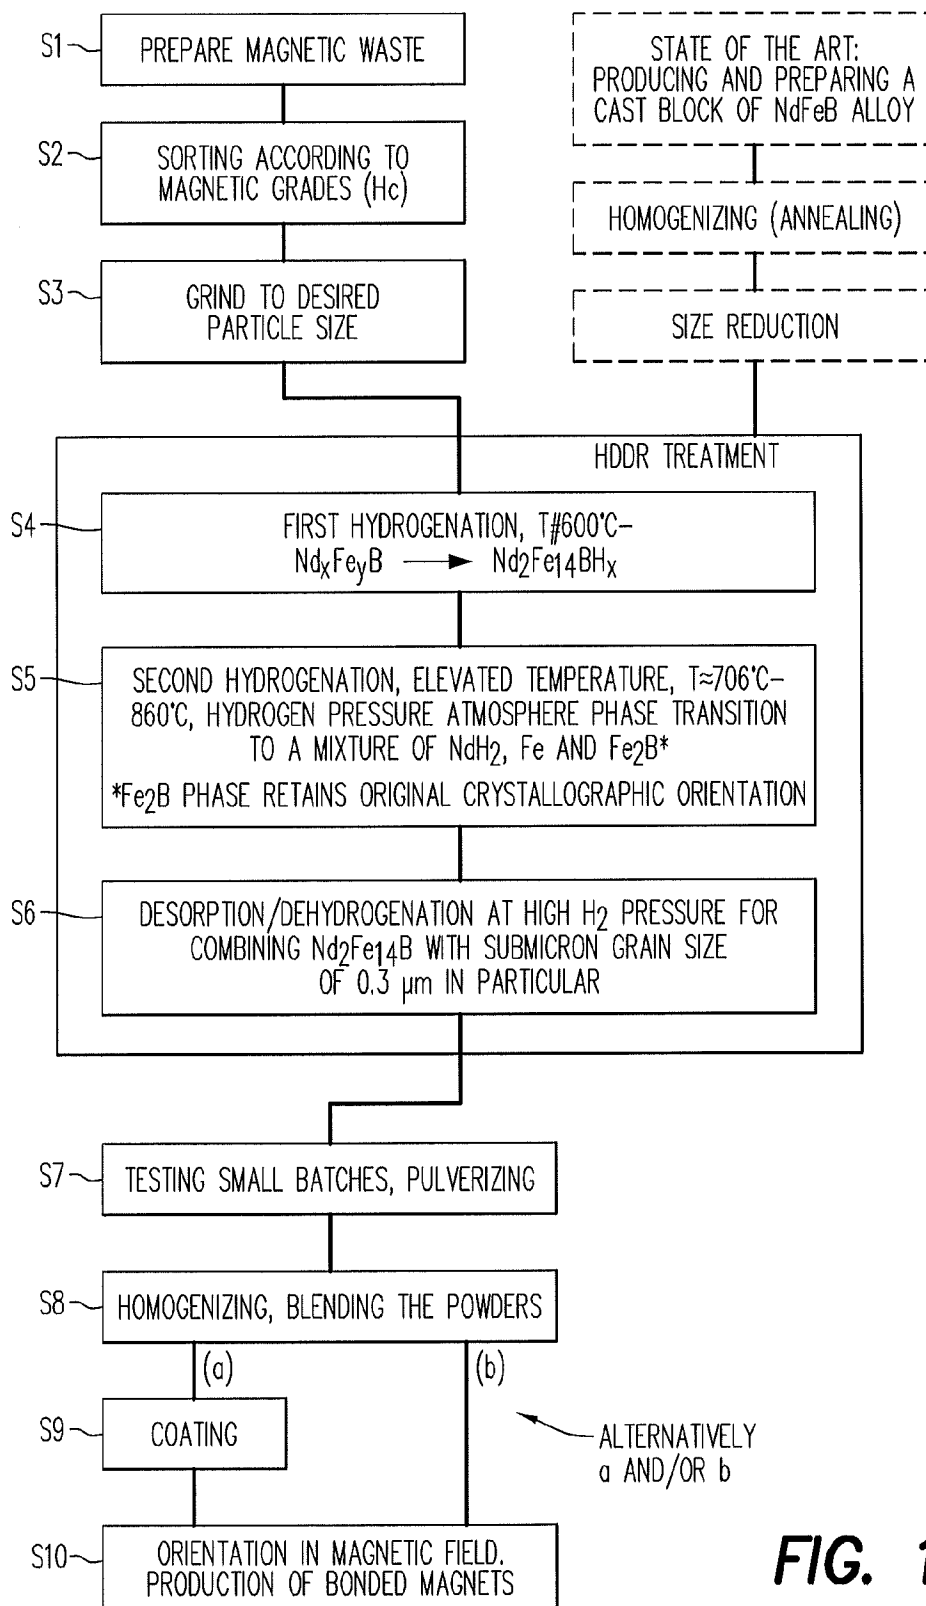 S1
PREPARE MAGNETIC WASTE
S2
SORTING ACCORDING TO
MAGNETIC GRADES (Hc)
S3
GRIND TO DESIRED
PARTICLE SIZE
STATE OF THE ART:
PRODUCING AND PREPARING A
CAST BLOCK OF NdFeB ALLOY
HOMOGENIZING (ANNEALING)
SIZE REDUCTION
HDDR TREATMENT
S4
FIRST HYDROGENATION, T#600°C–
NdxFeyB → Nd2Fe14BHx
S5
SECOND HYDROGENATION, ELEVATED TEMPERATURE, T≈706°C–
860°C, HYDROGEN PRESSURE ATMOSPHERE PHASE TRANSITION
TO A MIXTURE OF NdH2, Fe AND Fe2B*
*Fe2B PHASE RETAINS ORIGINAL CRYSTALLOGRAPHIC ORIENTATION
S6
DESORPTION/DEHYDROGENATION AT HIGH H2 PRESSURE FOR
COMBINING Nd2Fe14B WITH SUBMICRON GRAIN SIZE
OF 0.3 µm IN PARTICULAR
S7
TESTING SMALL BATCHES, PULVERIZING
S8
HOMOGENIZING, BLENDING THE POWDERS
(a)
(b)
S9
COATING
ALTERNATIVELY
a AND/OR b
S10
ORIENTATION IN MAGNETIC FIELD.
PRODUCTION OF BONDED MAGNETS
FIG. 1